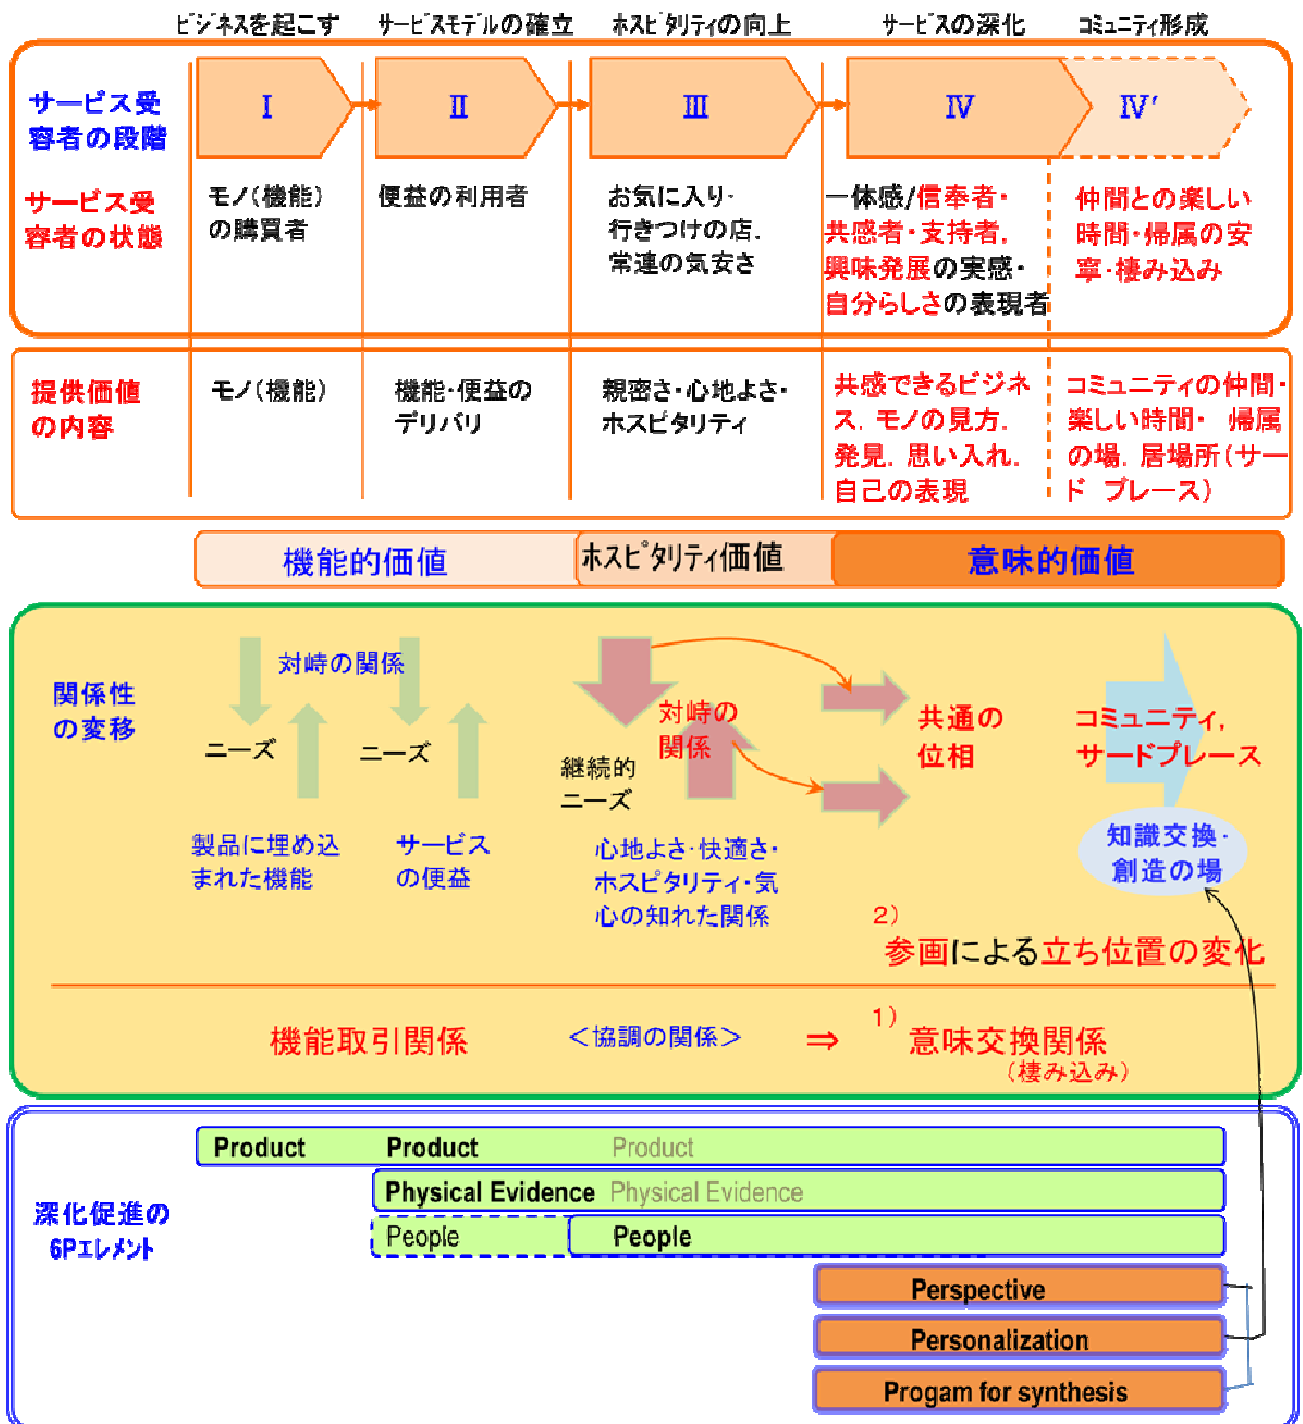 ビジネスを起こす
サービスモデルの確立
ホスピタリティの向上
サービスの深化
コミュニティ形成
サービス受
容者の段階
Ⅰ
Ⅱ
Ⅲ
Ⅳ
Ⅳ'
サービス受
容者の状態
モノ(機能)
の購買者
便益の利用者
お気に入り・
行きつけの店,
常連の気安さ
一体感/信奉者・
共感者・支持者,
興味発展の実感・
自分らしさの表現者
仲間との楽しい
時間・帰属の安
寧・棲み込み
提供価値
の内容
モノ(機能)
機能・便益の
デリバリ
親密さ・心地よさ・
ホスピタリティ
共感できるビジネ
ス, モノの見方,
発見, 思い入れ,
自己の表現
コミュニティの仲間・
楽しい時間・ 帰属
の場, 居場所(サー
ド プレース)
機能的価値
ホスピタリティ価値
意味的価値
関係性
の変移
対峙の関係
ニーズ
ニーズ
製品に埋め込
まれた機能
サービス
の便益
対峙の
関係
継続的
ニーズ
心地よさ・快適さ・
ホスピタリティ・気
心の知れた関係
共通の
位相
コミュニティ,
サードプレース
知識交換・
創造の場
2)
参画による立ち位置の変化
機能取引関係
<協調の関係>
⇒
1)
意味交換関係
(棲み込み)
深化促進の
6Pエレメント
Product
Product
Product
Physical Evidence
Physical Evidence
People
People
Perspective
Personalization
Progam for synthesis